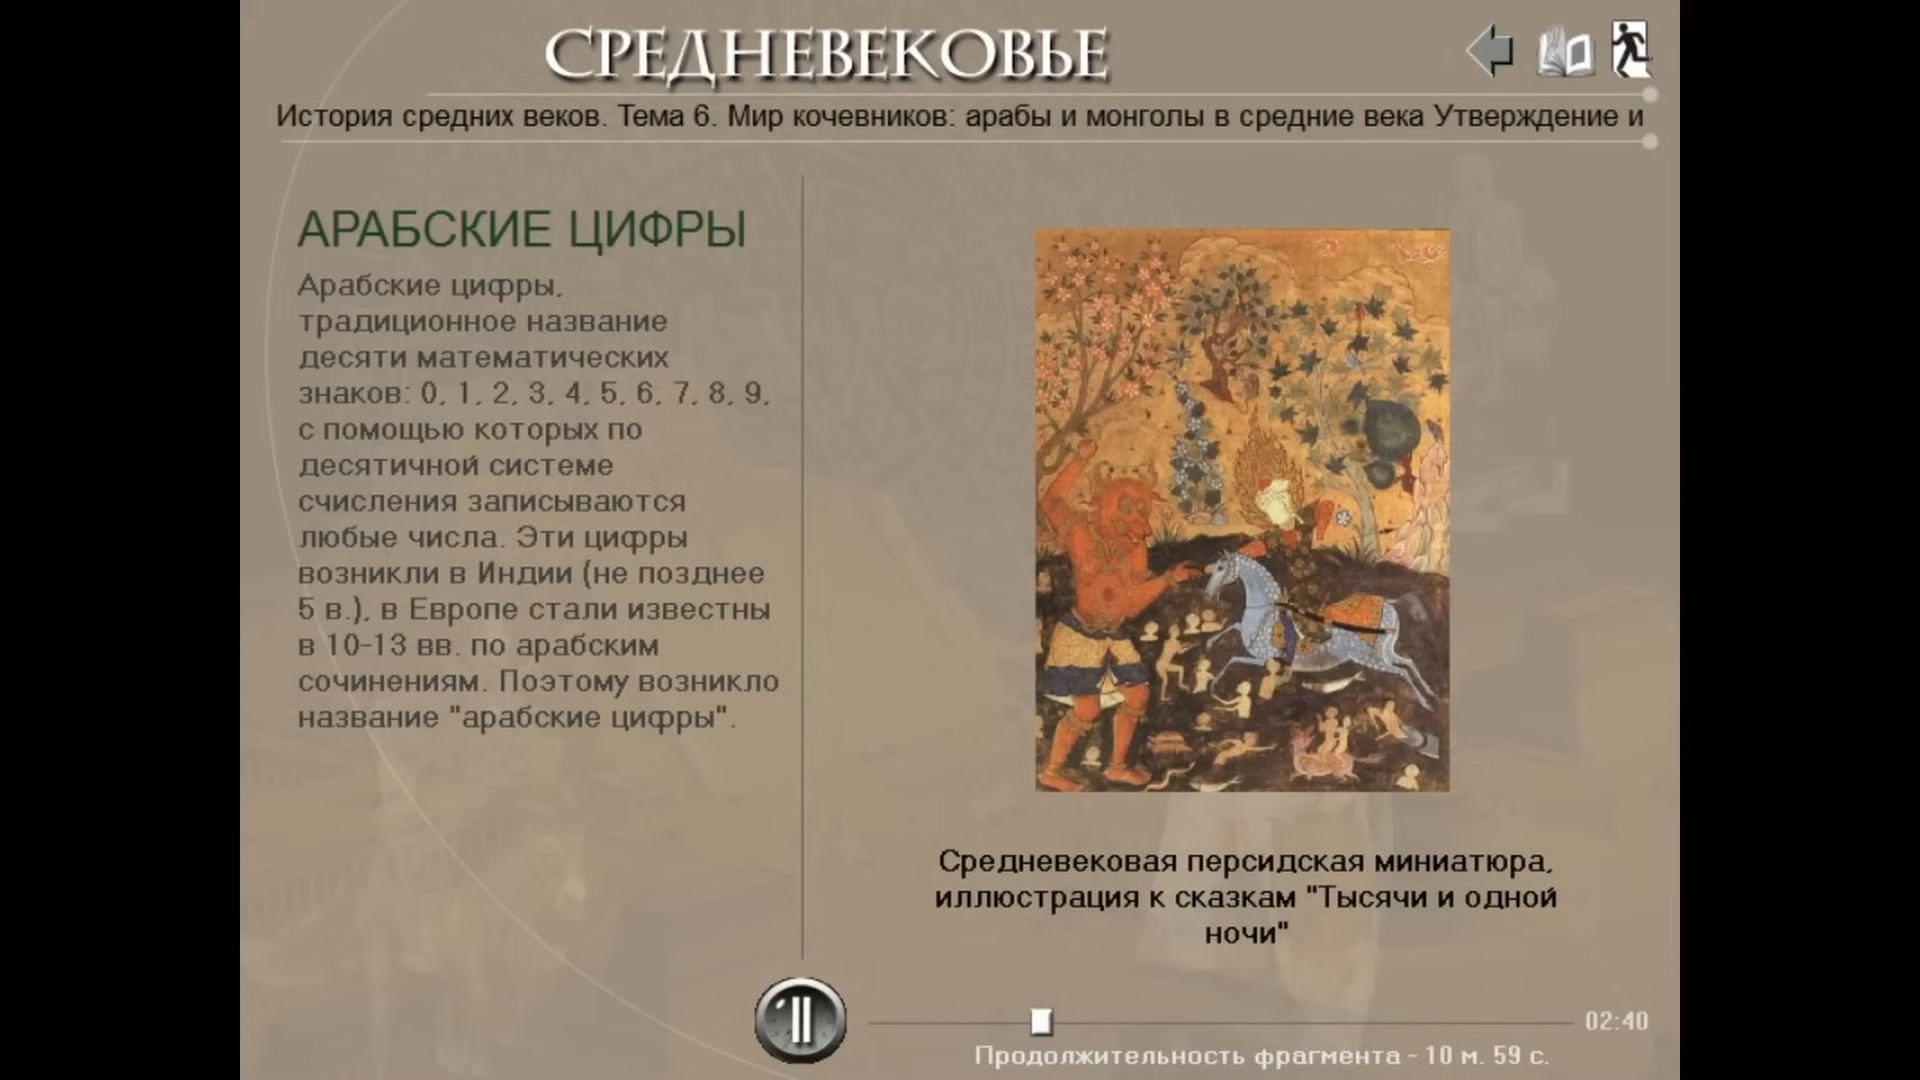 СРЕДНЕВЕКОВЬЕ
История средних веков. Тема 6. Мир кочевников: арабы и монголы в средние века Утверждение и
АРАБСКИЕ ЦИФРЫ
Арабские цифры,
традиционное название
десяти математических
знаков: 0, 1, 2, 3, 4, 5, 6, 7, 8, 9,
с помощью которых по
десятичной системе
счисления записываются
любые числа. Эти цифры
возникли в Индии (не позднее
5 в.), в Европе стали известны
в 10-13 вв. по арабским
сочинениям. Поэтому возникло
название "арабские цифры".
Средневековая персидская миниатюра,
иллюстрация к сказкам "Тысячи и одной
ночи"
02:40
Продолжительность фрагмента - 10 м. 59 с.